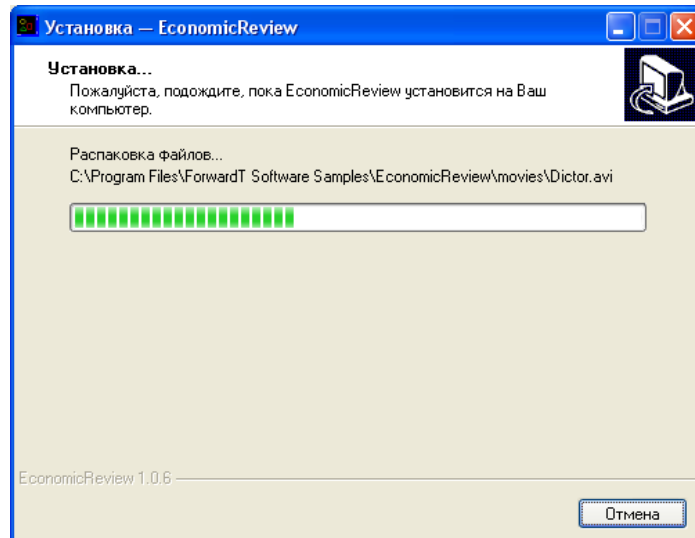 Установка — EconomicReview
Установка...
Пожалуйста, подождите, пока EconomicReview установится на Ваш
компьютер.
Распаковка файлов...
C:\Program Files\ForwardT Software Samples\EconomicReview\movies\Dictor.avi
EconomicReview 1.0.6
Отмена